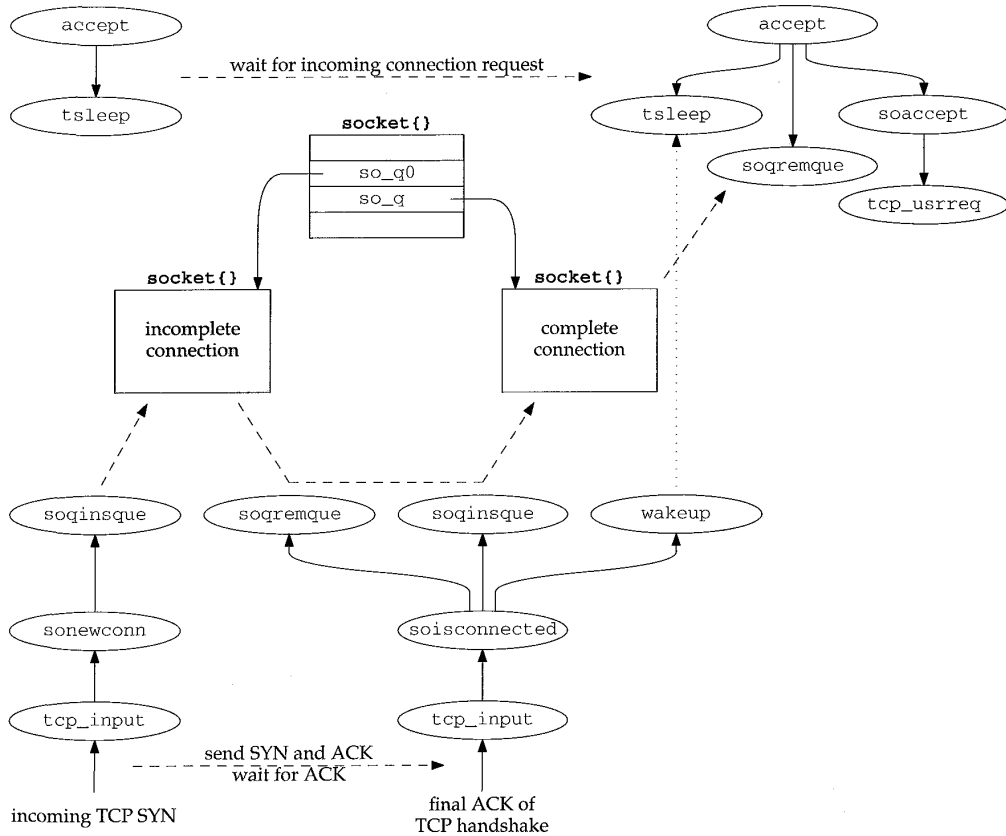 accept
accept
wait for incoming connection request
tsleep
tsleep
soaccept
socket{}
so_q0
so_q
soqremque
tcp_usrreq
socket{}
socket{}
incomplete
connection
complete
connection
soqinsque
soqremque
soqinsque
wakeup
sonewconn
soisconnected
tcp_input
tcp_input
send SYN and ACK
wait for ACK
incoming TCP SYN
final ACK of
TCP handshake